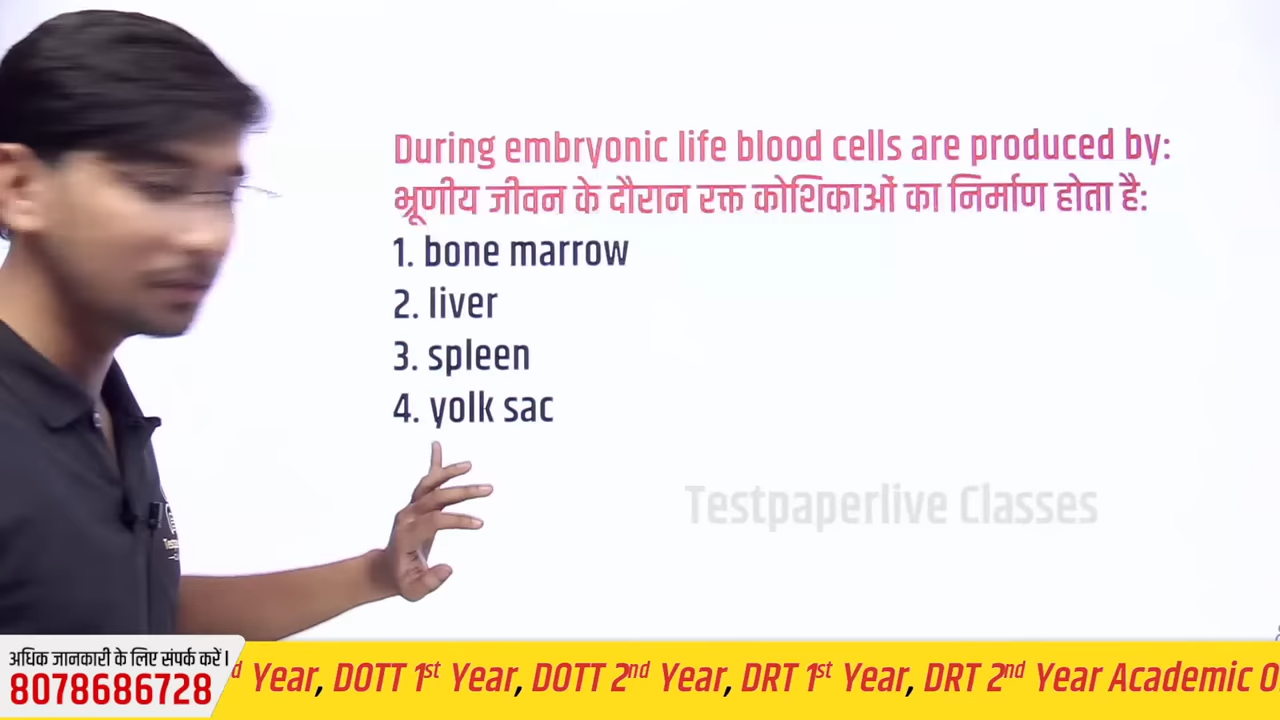 During embryonic life blood cells are produced by:
भ्रूणीय जीवन के दौरान रक्त कोशिकाओं का निर्माण होता है:
1. bone marrow
2. liver
3. spleen
4. yolk sac
Testpaperlive Classes
अधिक जानकारी के लिए संपर्क करें।
8078686728
Year, DOTT 1st Year, DOTT 2nd Year, DRT 1st Year, DRT 2nd Year Academic